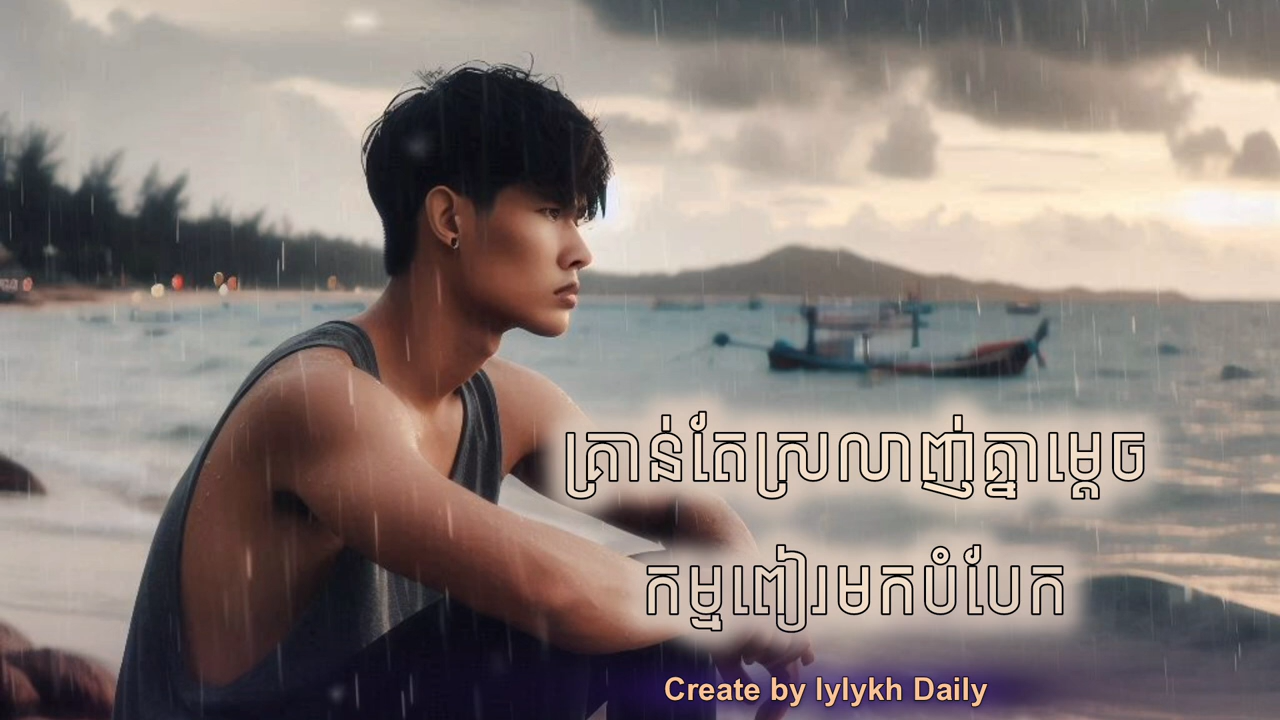 គ្រាន់តែស្រលាញ់គ្នាម្ដេច
កម្មពៀរមកបំបែក
Create by lylykh Daily